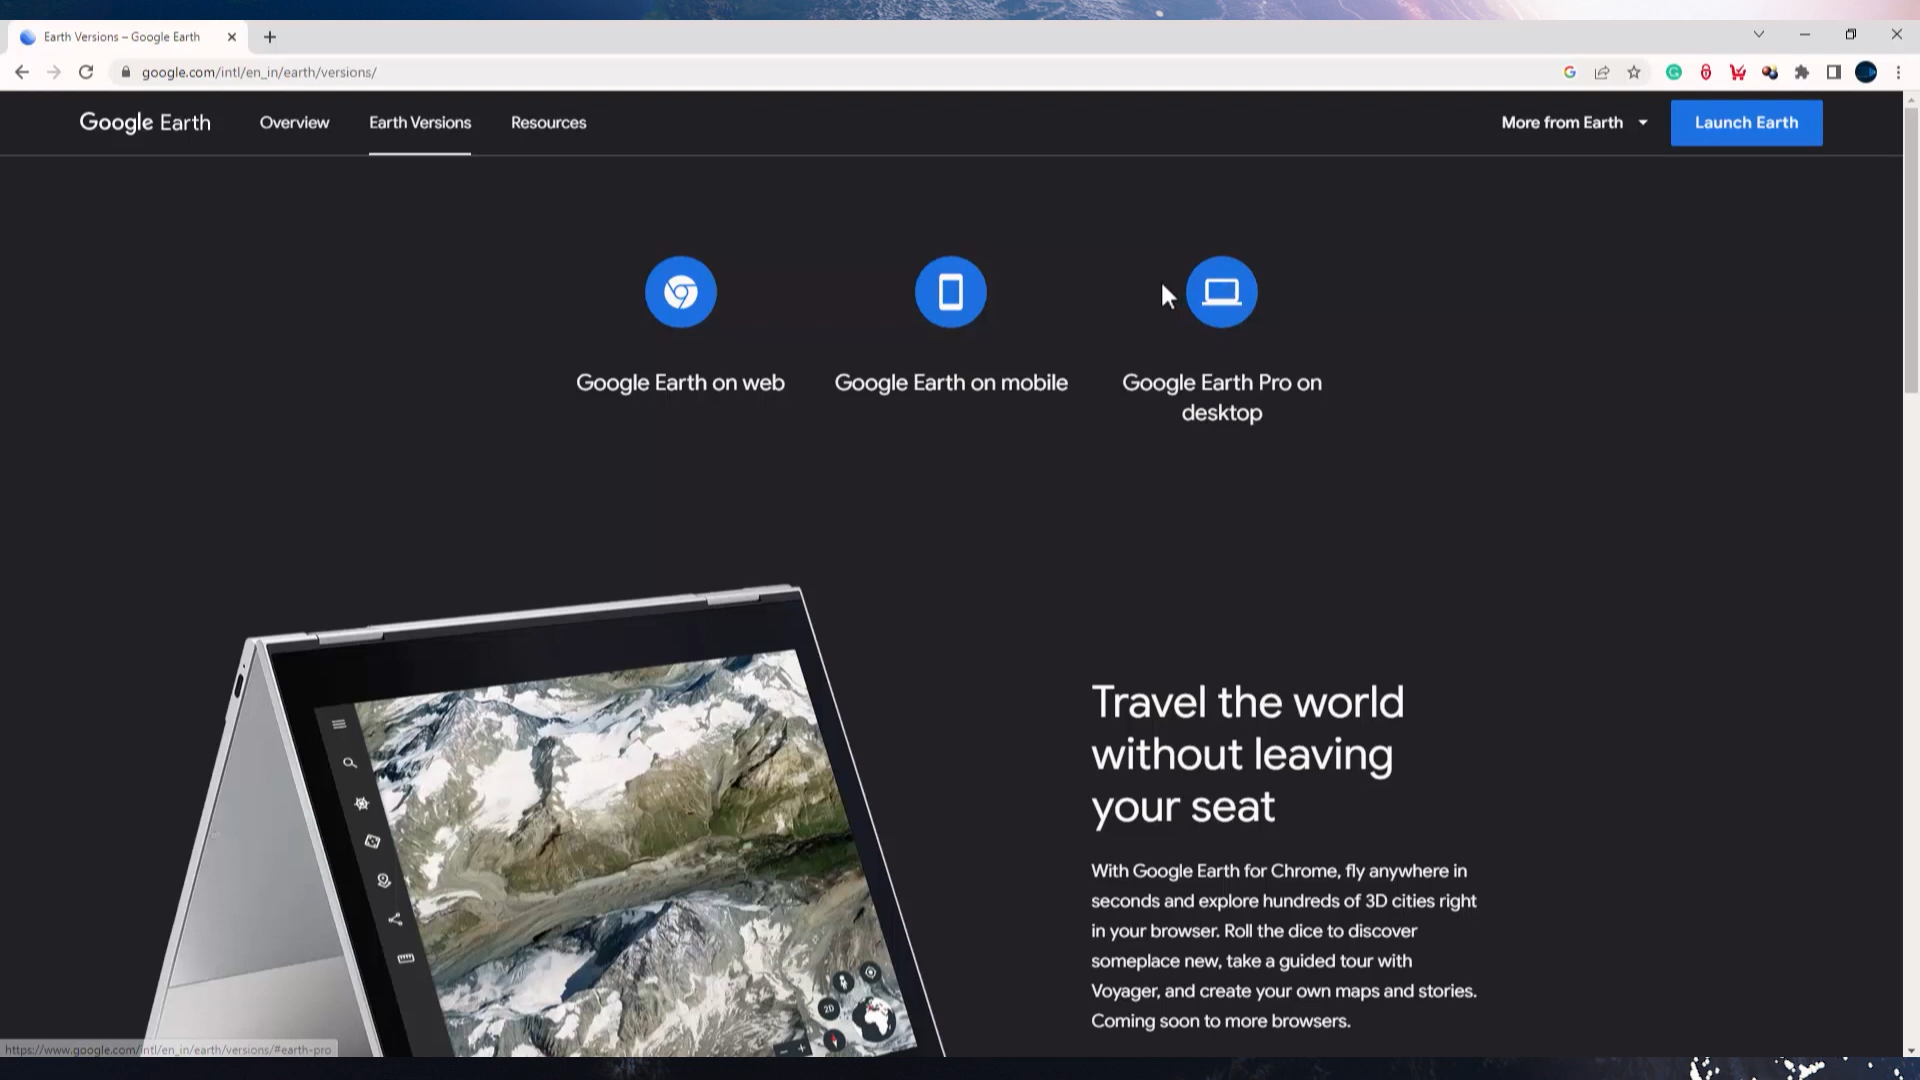 Earth Versions – Google Earth
google.com/intl/en_in/earth/versions/
Google Earth
Overview
Earth Versions
Resources
More from Earth
Launch Earth
Google Earth on web
Google Earth on mobile
Google Earth Pro on
desktop
Travel the world
without leaving
your seat
With Google Earth for Chrome, fly anywhere in
seconds and explore hundreds of 3D cities right
in your browser. Roll the dice to discover
someplace new, take a guided tour with
Voyager, and create your own maps and stories.
Coming soon to more browsers.
2D
https://www.google.com/intl/en_in/earth/versions/#earth-pro